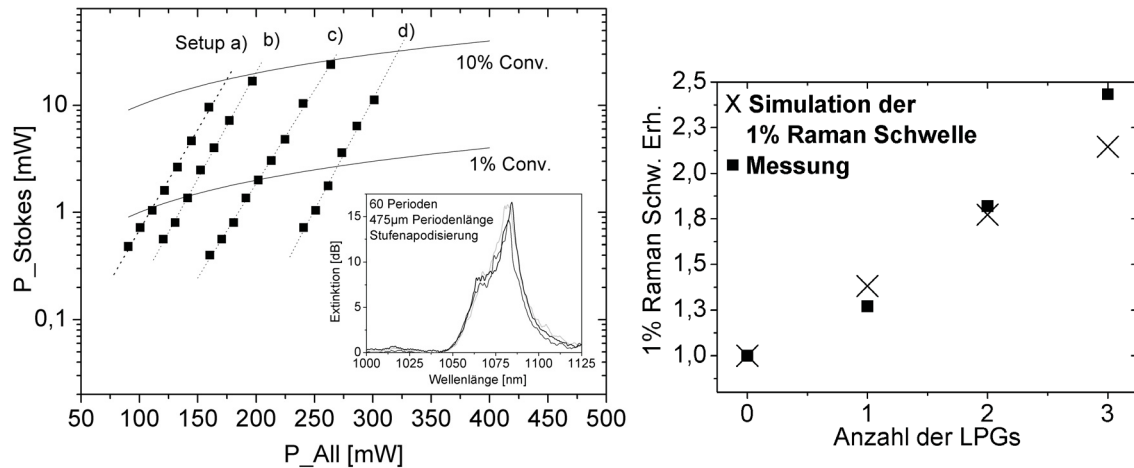 P_Stokes [mW]
10
1
0,1
Setup a)
b)
c)
d)
10% Conv.
1% Conv.
60 Perioden
475µm Periodenlänge
Stufenapodisierung
Extinktion [dB]
15
10
5
0
1000 1025 1050 1075 1100 1125
Wellenlänge [nm]
50 100 150 200 250 300 350 400 450 500
P_All [mW]
1% Raman Schw. Erh.
2,5
2,3
2,0
1,8
1,5
1,3
1,0
Simulation der
1% Raman Schwelle
Messung
0 1 2 3
Anzahl der LPGs